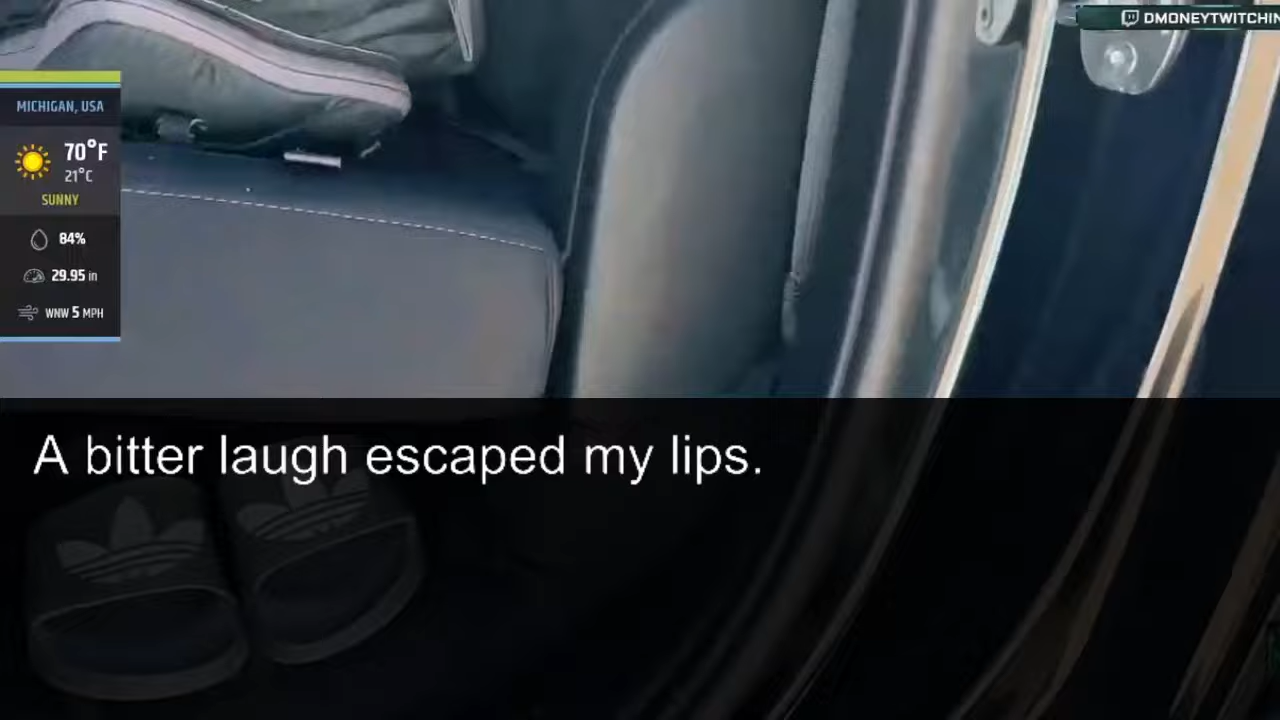 DMONEYTWITCHIN
MICHIGAN, USA
70°F
21°C
SUNNY
84%
29.95 in
WNW 5 MPH
A bitter laugh escaped my lips.